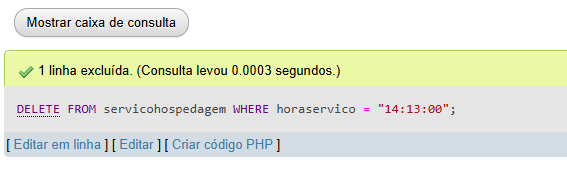 Mostrar caixa de consulta
1 linha excluída. (Consulta levou 0.0003 segundos.)
DELETE FROM servicohospedagem WHERE horaservico = "14:13:00";
[ Editar em linha ] [ Editar ] [ Criar código PHP ]